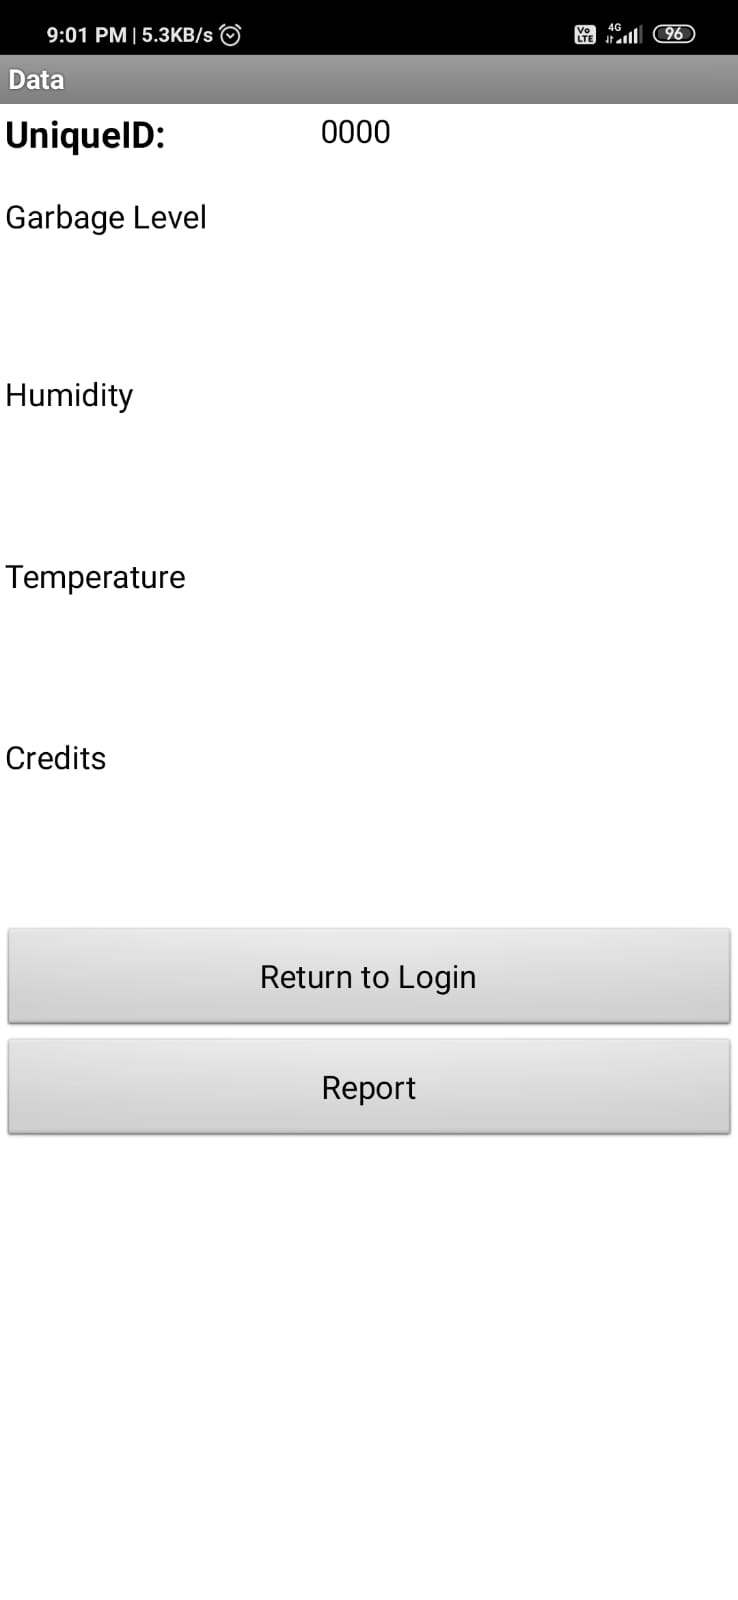 9:01 PM | 5.3KB/s Vo LTE 4G 96
Data
UniqueID: 0000
Garbage Level
Humidity
Temperature
Credits
Return to Login
Report